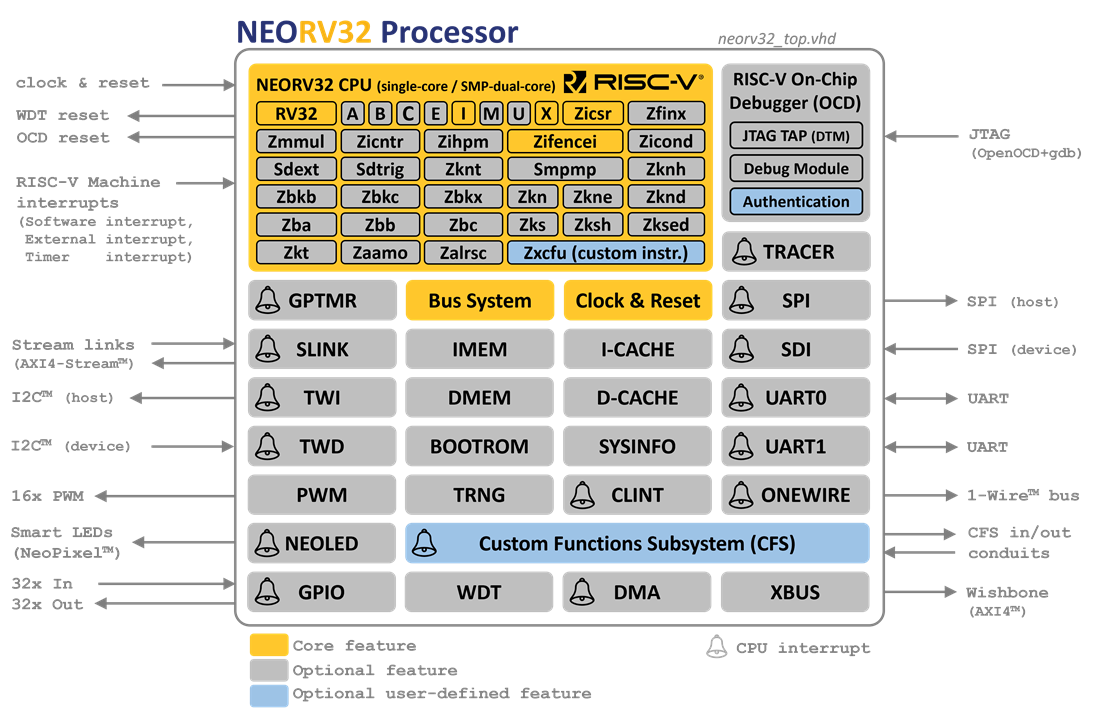 NEORV32 Processor
neorv32_top.vhd
clock & reset
WDT reset
OCD reset
RISC-V Machine
interrupts
(Software interrupt,
External interrupt,
Timer interrupt)
Stream links
(AXI4-Stream™)
I2C™ (host)
I2C™ (device)
16x PWM
Smart LEDs
(NeoPixel™)
32x In
32x Out
NEORV32 CPU (single-core / SMP-dual-core) RISC-V®
RV32 A B C E I M U X Zicsr Zfinx
Zmmul Zicntr Zihpm Zifencei Zicond
Sdext Sdtrig Zknt Smpmp Zknh
Zbkb Zbkc Zbkx Zkn Zkne Zknd
Zba Zbb Zbc Zks Zksh Zksed
Zkt Zaamo Zalrsc Zxcfu (custom instr.)
RISC-V On-Chip
Debugger (OCD)
JTAG TAP (DTM)
Debug Module
Authentication
TRACER
GPTMR Bus System Clock & Reset SPI
SLINK IMEM I-CACHE SDI
TWI DMEM D-CACHE UART0
TWD BOOTROM SYSINFO UART1
PWM TRNG CLINT ONEWIRE
NEOLED Custom Functions Subsystem (CFS)
GPIO WDT DMA XBUS
JTAG
(OpenOCD+gdb)
SPI (host)
SPI (device)
UART
UART
1-Wire™ bus
CFS in/out
conduits
Wishbone
(AXI4™)
Core feature
Optional feature
Optional user-defined feature
CPU interrupt